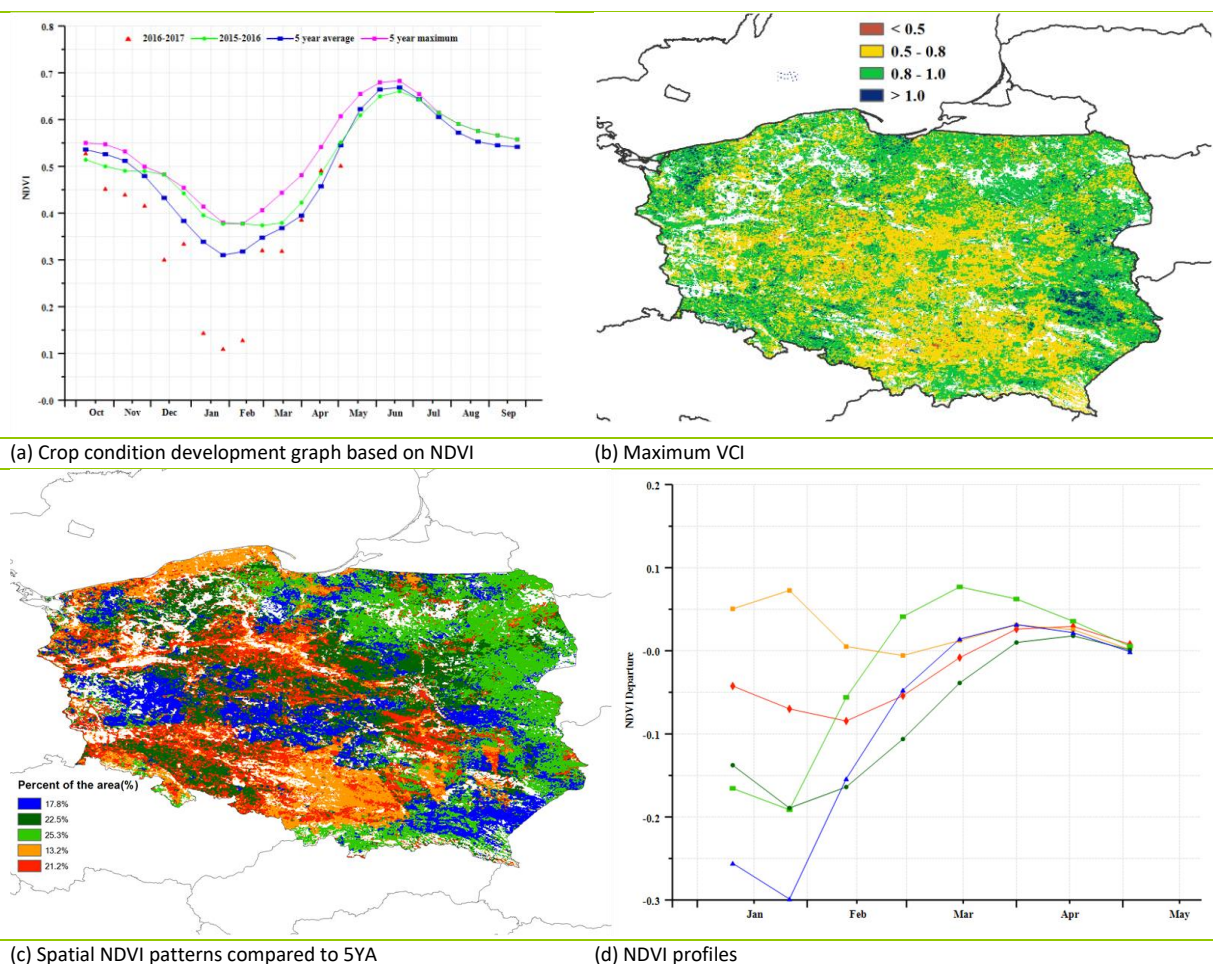 2016-2017 2015-2016 5 year average 5 year maximum
0.8
0.7
0.6
0.5
0.4
0.3
0.2
0.1
-0.0
NDVI
Oct Nov Dec Jan Feb Mar Apr May Jun Jul Aug Sep
< 0.5
0.5 - 0.8
0.8 - 1.0
> 1.0
(a) Crop condition development graph based on NDVI
(b) Maximum VCI
Percent of the area(%)
17.8%
22.5%
25.3%
13.2%
21.2%
0.2
0.1
-0.0
-0.1
-0.2
-0.3
NDVI Departure
Jan Feb Mar Apr May
(c) Spatial NDVI patterns compared to 5YA
(d) NDVI profiles